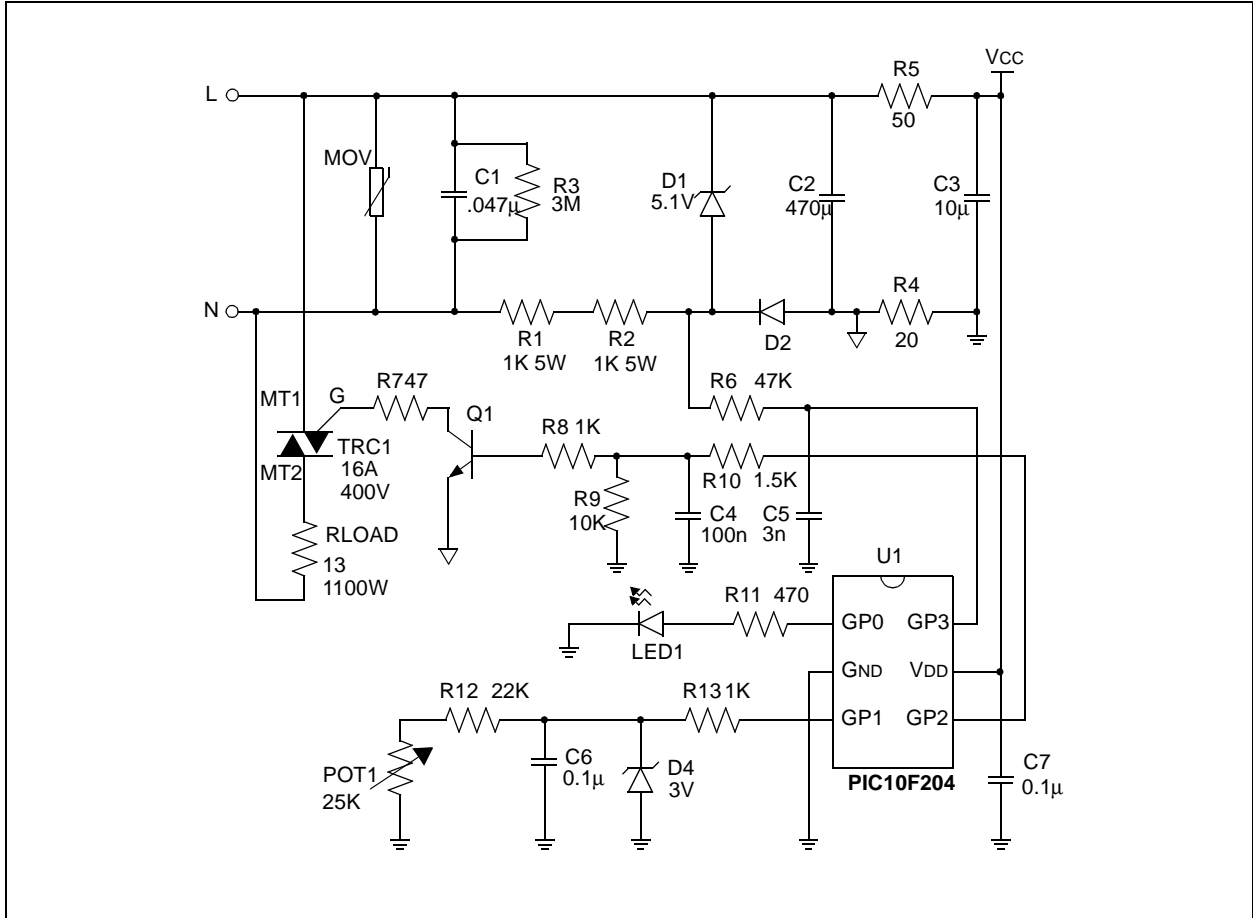 VCC
R5
L
50
MOV
C1
.047µ
R3
3M
D1
5.1V
C2
470µ
C3
10µ
N
R1
1K 5W
R2
1K 5W
D2
R4
20
R6 47K
MT1
G
R747
Q1
R8 1K
TRC1
16A
400V
MT2
R10 1.5K
R9
10K
C4
100n
C5
3n
RLOAD
13
1100W
U1
R11 470
GP0 GP3
LED1
GND VDD
R12 22K
R13 1K
GP1 GP2
POT1
25K
C6
0.1µ
D4
3V
PIC10F204
C7
0.1µ